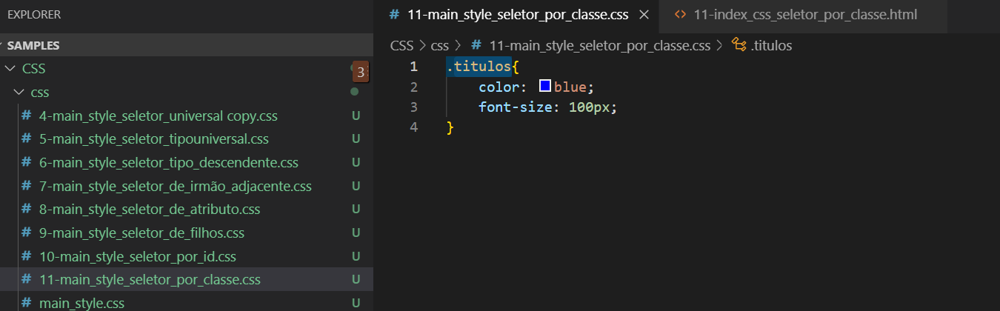 EXPLORER
SAMPLES
CSS
3
css
# 4-main_style_seletor_universal copy.css U
# 5-main_style_seletor_tipouniversal.css U
# 6-main_style_seletor_tipo_descendente.css U
# 7-main_style_seletor_de_irmão_adjacente.css U
# 8-main_style_seletor_de_atributo.css U
# 9-main_style_seletor_de_filhos.css U
# 10-main_style_seletor_por_id.css U
# 11-main_style_seletor_por_classe.css U
# main_style.css U
# 11-main_style_seletor_por_classe.css <> 11-index_css_seletor_por_classe.html
CSS > css > # 11-main_style_seletor_por_classe.css > .titulos
1 .titulos{
2 color: blue;
3 font-size: 100px;
4 }